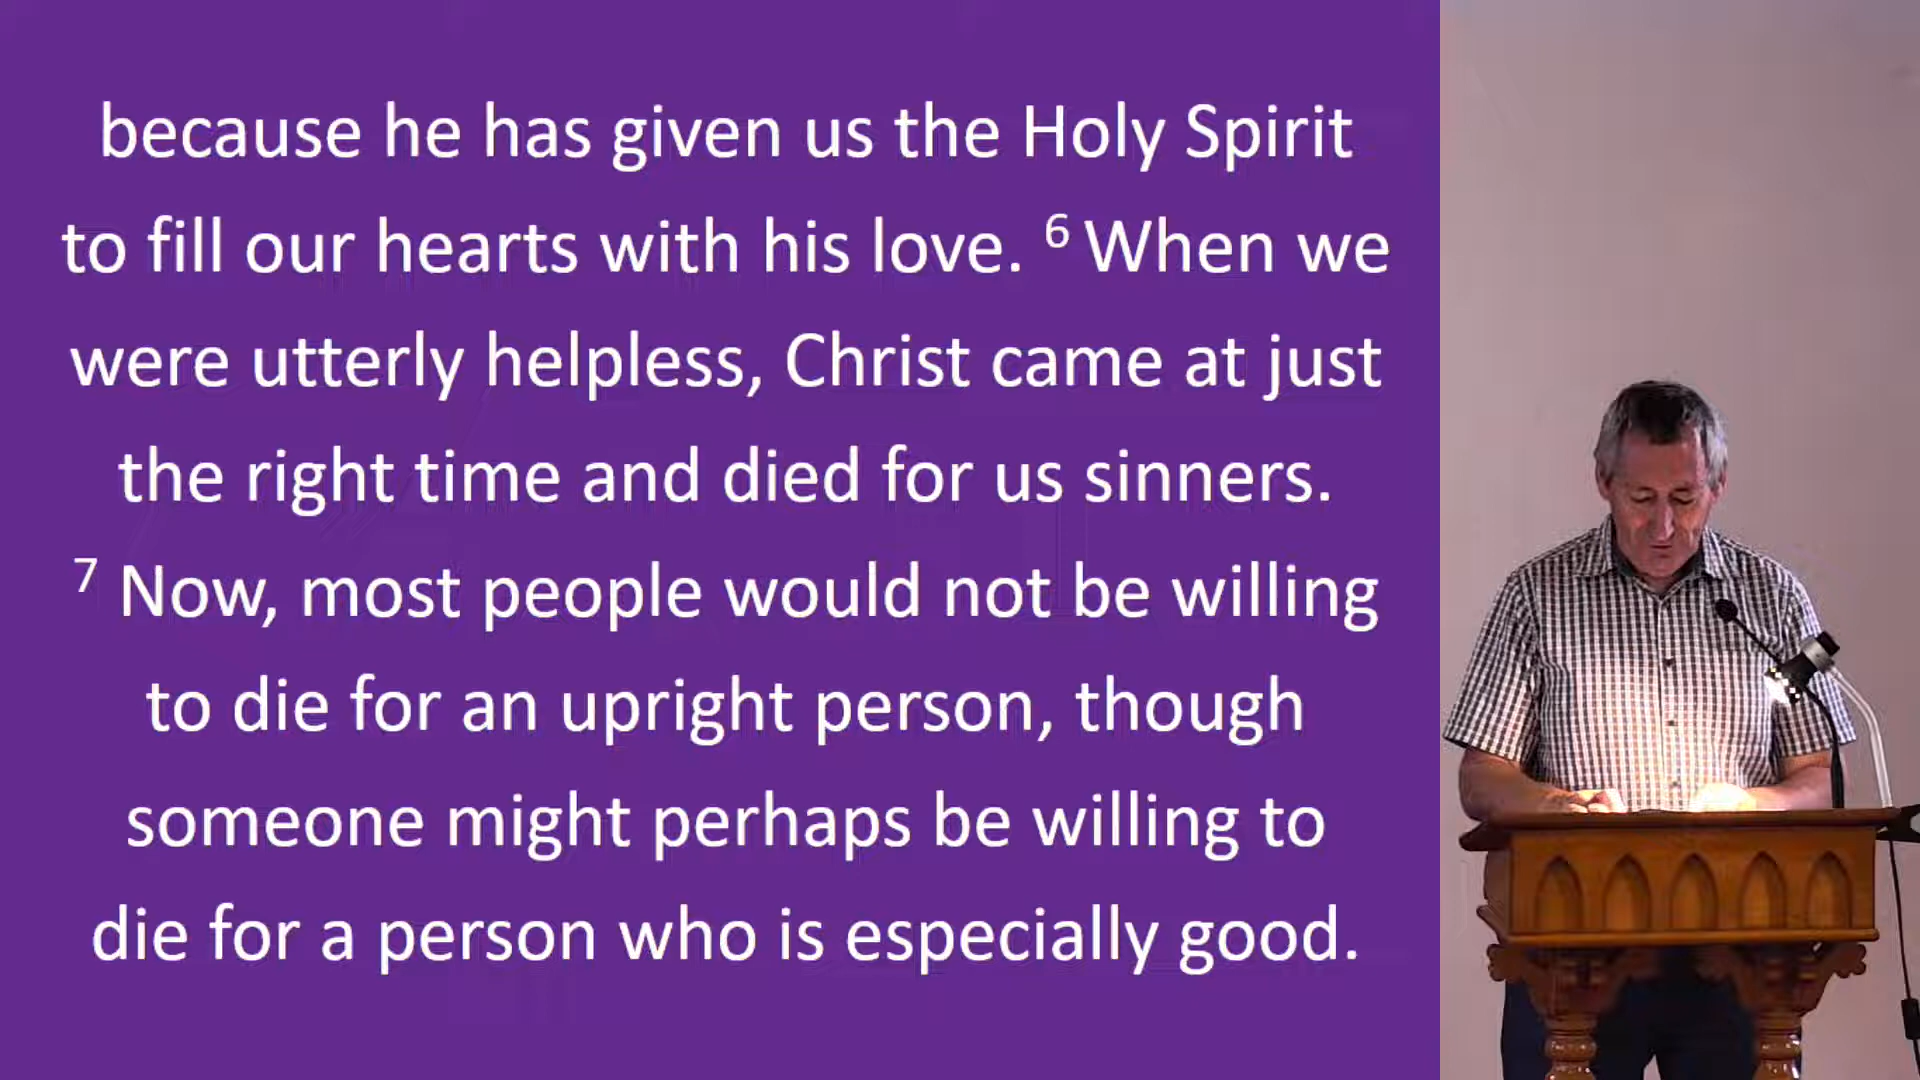 because he has given us the Holy Spirit
to fill our hearts with his love. 6 When we
were utterly helpless, Christ came at just
the right time and died for us sinners.
7 Now, most people would not be willing
to die for an upright person, though
someone might perhaps be willing to
die for a person who is especially good.